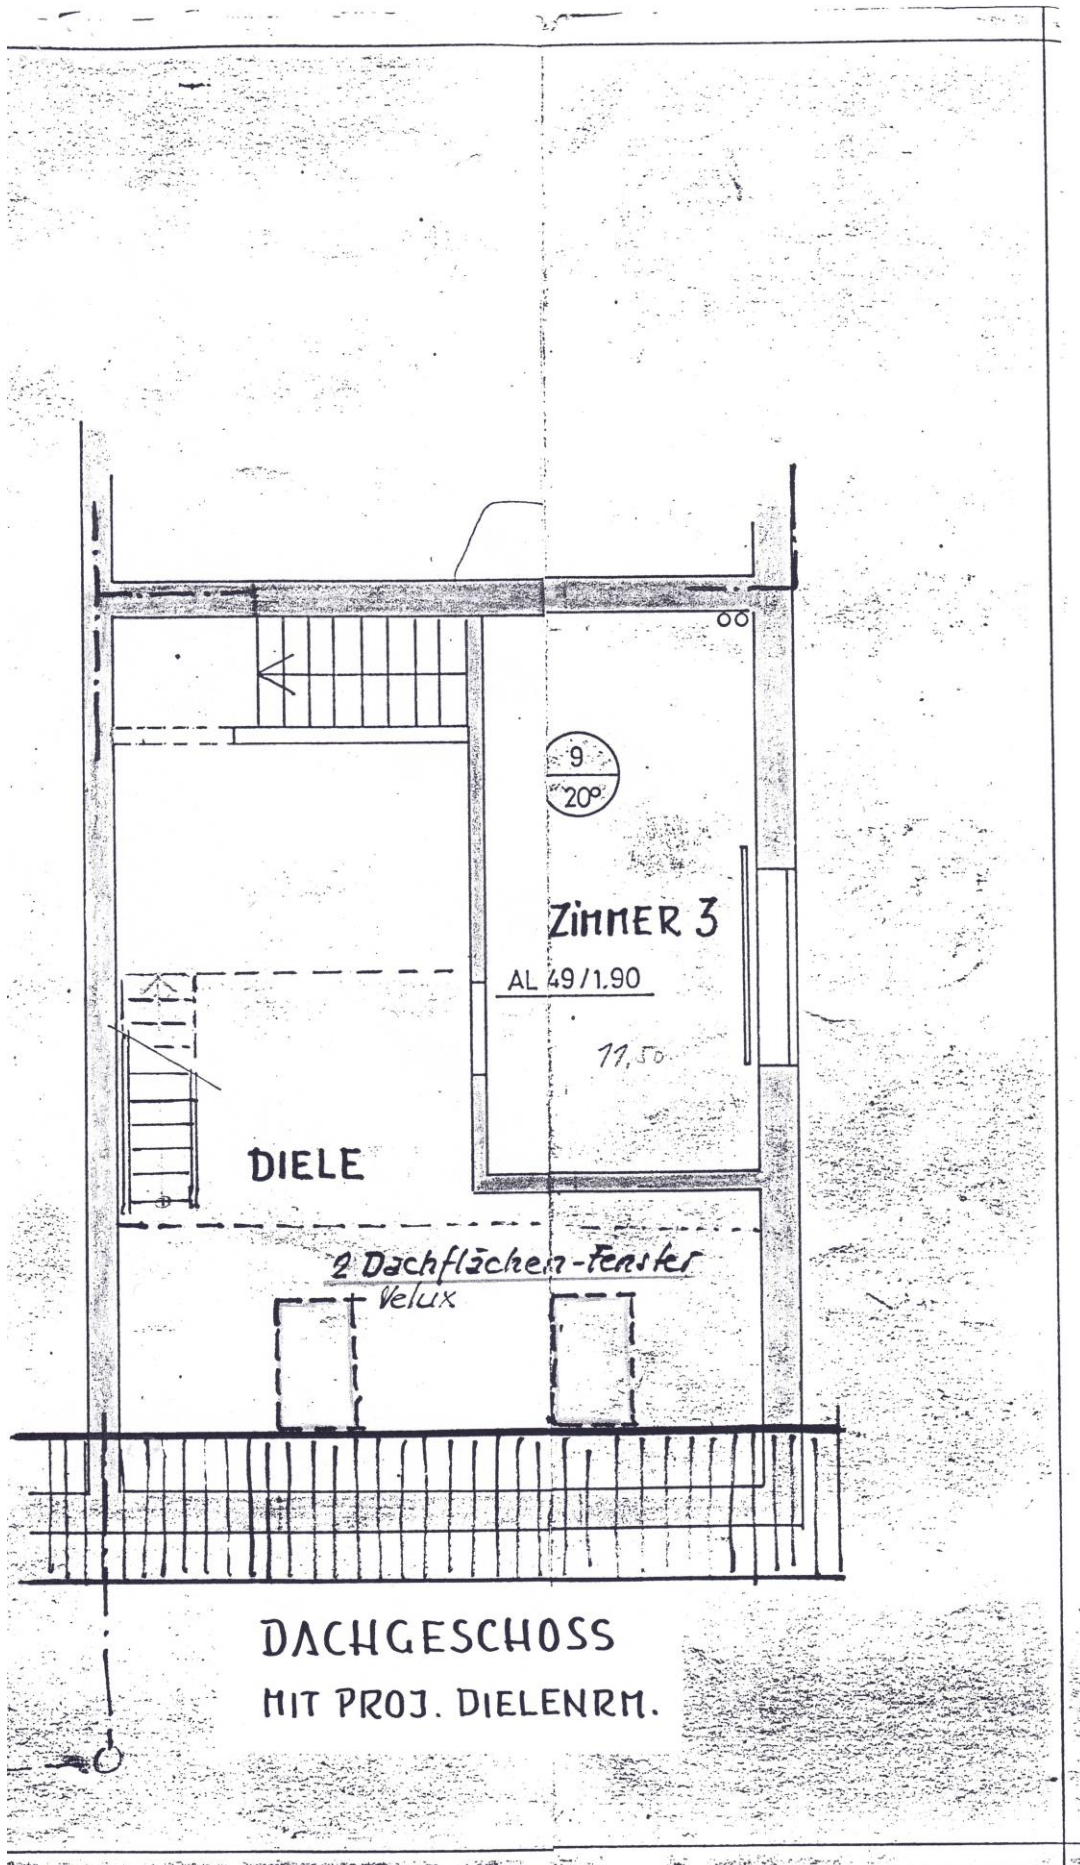 9
20°
ZIMMER 3
AL 49/1.90
11,50
DIELE
2 Dachflächen-Fenster
Velux
DACHGESCHOSS
MIT PROJ. DIELENRM.